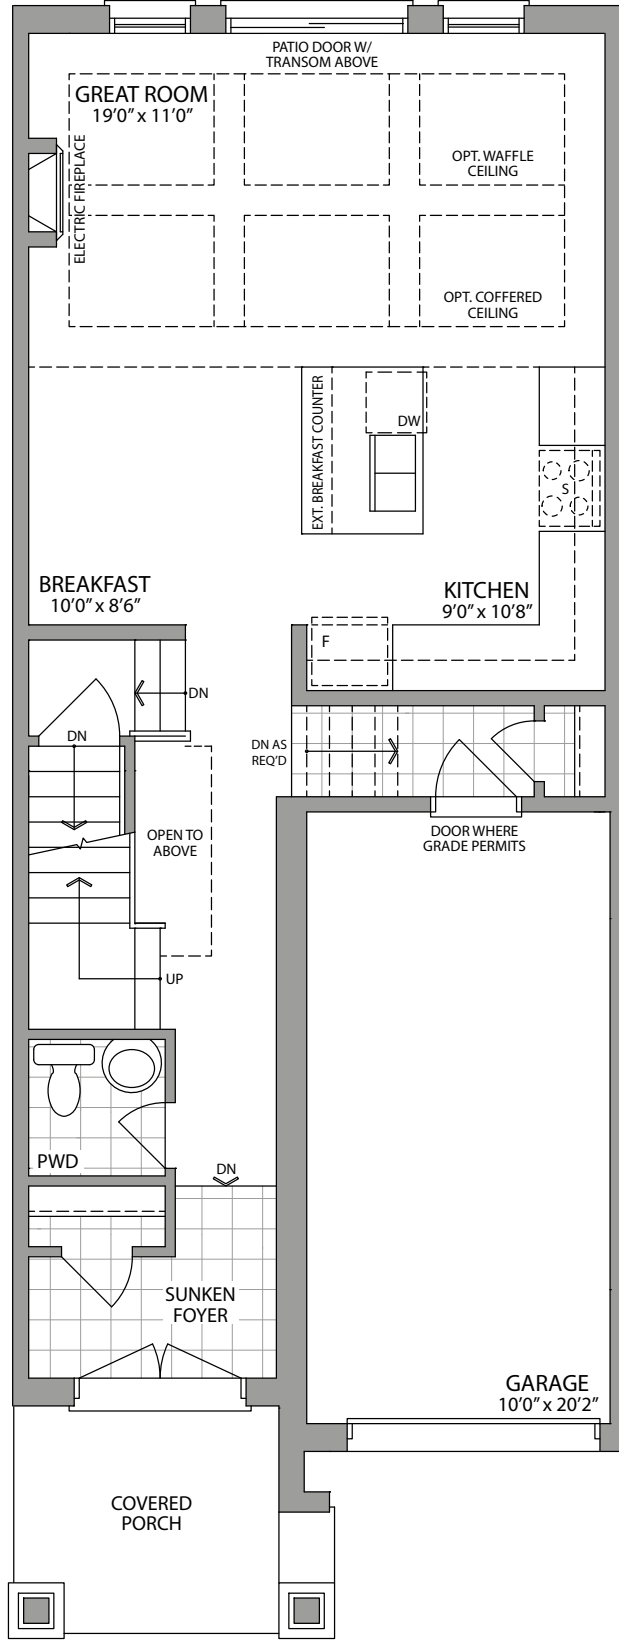 PATIO DOOR W/
TRANSOM ABOVE
GREAT ROOM
19'0" x 11'0"
ELECTRIC FIREPLACE
OPT. WAFFLE
CEILING
OPT. COFFERED
CEILING
EXT. BREAKFAST COUNTER
DW
S
BREAKFAST
10'0" x 8'6"
KITCHEN
9'0" x 10'8"
F
DN
DN
DN AS
REQ'D
OPEN TO
ABOVE
DOOR WHERE
GRADE PERMITS
UP
PWD
DN
SUNKEN
FOYER
GARAGE
10'0" x 20'2"
COVERED
PORCH